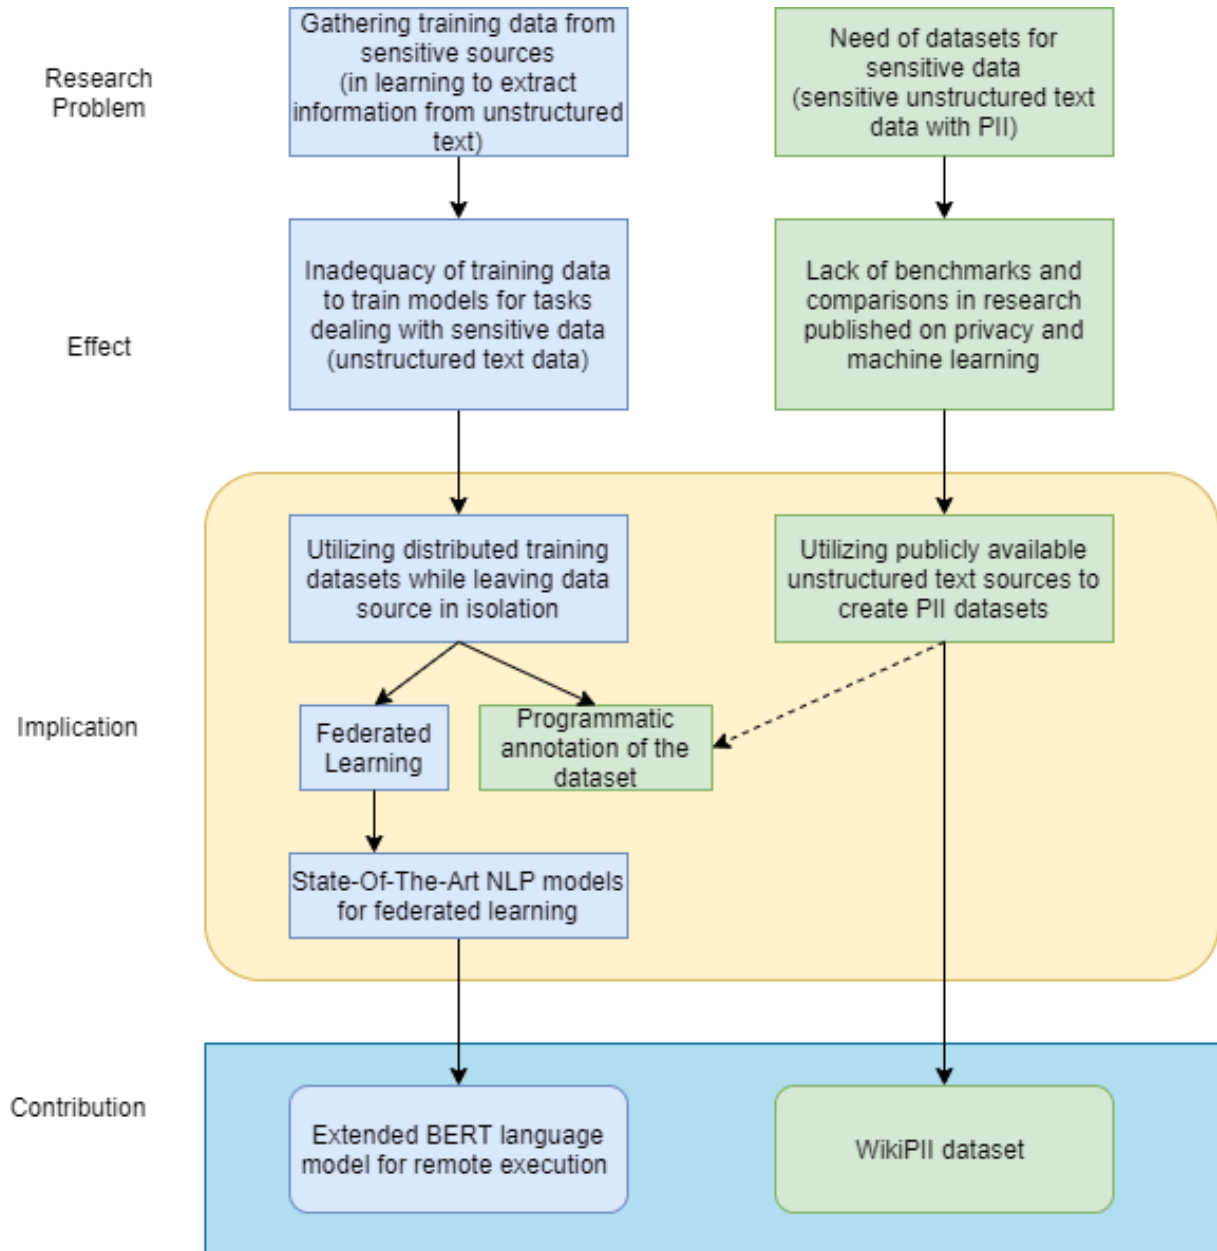 Research
Problem
Gathering training data from
sensitive sources
(in learning to extract
information from unstructured
text)
Need of datasets for
sensitive data
(sensitive unstructured text
data with PII)
Effect
Inadequacy of training data
to train models for tasks
dealing with sensitive data
(unstructured text data)
Lack of benchmarks and
comparisons in research
published on privacy and
machine learning
Implication
Utilizing distributed training
datasets while leaving data
source in isolation
Utilizing publicly available
unstructured text sources to
create PII datasets
Federated
Learning
Programmatic
annotation of the
dataset
State-Of-The-Art NLP models
for federated learning
Contribution
Extended BERT language
model for remote execution
WikiPII dataset